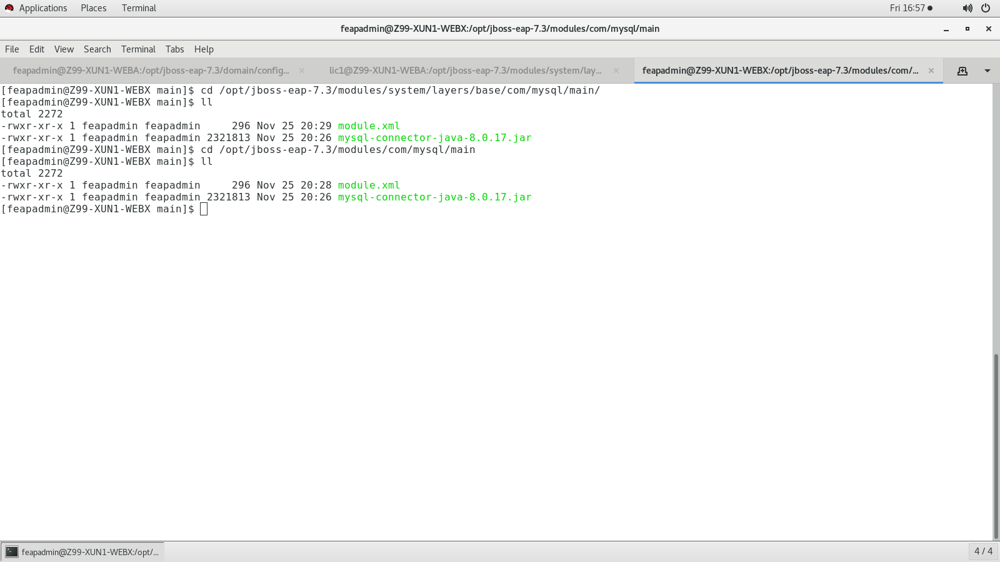 Applications Places Terminal Fri 16:57
feapadmin@Z99-XUN1-WEBX:/opt/jboss-eap-7.3/modules/com/mysql/main
File Edit View Search Terminal Tabs Help
feapadmin@Z99-XUN1-WEBA:/opt/jboss-eap-7.3/domain/config... lic1@Z99-XUN1-WEBA:/opt/jboss-eap-7.3/modules/system/lay... feapadmin@Z99-XUN1-WEBX:/opt/jboss-eap-7.3/modules/com/...
[feapadmin@Z99-XUN1-WEBX main]$ cd /opt/jboss-eap-7.3/modules/system/layers/base/com/mysql/main/
[feapadmin@Z99-XUN1-WEBX main]$ ll
total 2272
-rwxr-xr-x 1 feapadmin feapadmin     296 Nov 25 20:29 module.xml
-rwxr-xr-x 1 feapadmin feapadmin 2321813 Nov 25 20:26 mysql-connector-java-8.0.17.jar
[feapadmin@Z99-XUN1-WEBX main]$ cd /opt/jboss-eap-7.3/modules/com/mysql/main
[feapadmin@Z99-XUN1-WEBX main]$ ll
total 2272
-rwxr-xr-x 1 feapadmin feapadmin     296 Nov 25 20:28 module.xml
-rwxr-xr-x 1 feapadmin feapadmin 2321813 Nov 25 20:26 mysql-connector-java-8.0.17.jar
[feapadmin@Z99-XUN1-WEBX main]$
feapadmin@Z99-XUN1-WEBX:/opt/... 4 / 4